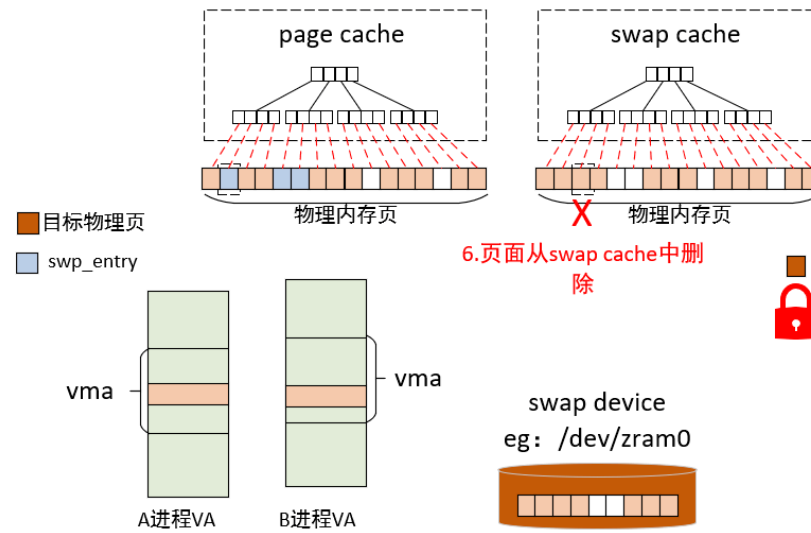 page cache
swap cache
物理内存页
物理内存页
目标物理页
swp_entry
6.页面从swap cache中删
除
vma
vma
swap device
eg：/dev/zram0
A进程VA
B进程VA